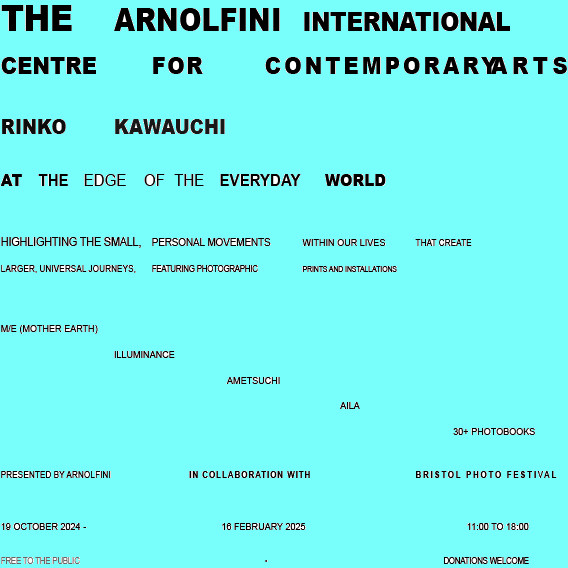 THE ARNOLFINI INTERNATIONAL
CENTRE FOR CONTEMPORARY ARTS
RINKO KAWAUCHI
AT THE EDGE OF THE EVERYDAY WORLD
HIGHLIGHTING THE SMALL, PERSONAL MOVEMENTS WITHIN OUR LIVES THAT CREATE
LARGER, UNIVERSAL JOURNEYS, FEATURING PHOTOGRAPHIC PRINTS AND INSTALLATIONS
M/E (MOTHER EARTH)
ILLUMINANCE
AMETSUCHI
AILA
30+ PHOTOBOOKS
PRESENTED BY ARNOLFINI IN COLLABORATION WITH BRISTOL PHOTO FESTIVAL
19 OCTOBER 2024 - 16 FEBRUARY 2025 11:00 TO 18:00
FREE TO THE PUBLIC · DONATIONS WELCOME